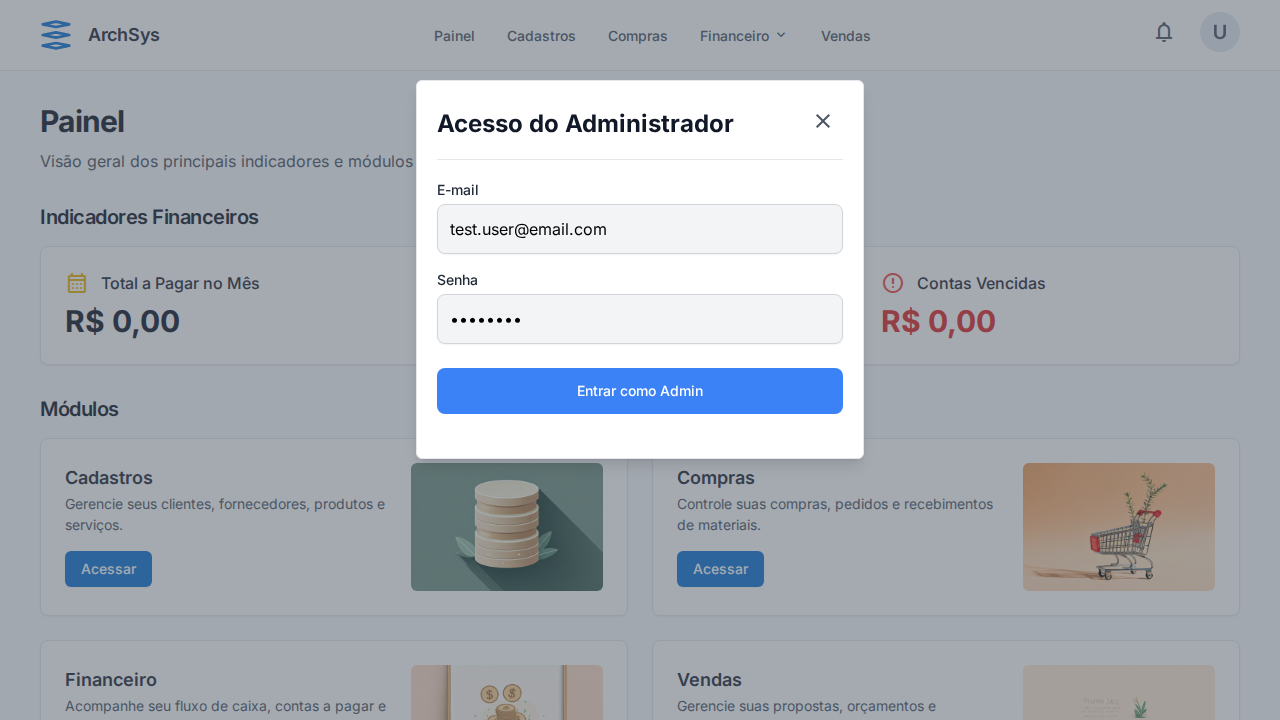 ArchSys
Painel
Cadastros
Compras
Financeiro
Vendas
U
Painel
Visão geral dos principais indicadores e módulos
Acesso do Administrador
E-mail
test.user@email.com
Senha
••••••••
Entrar como Admin
Indicadores Financeiros
Total a Pagar no Mês
R$ 0,00
Contas Vencidas
R$ 0,00
Módulos
Cadastros
Gerencie seus clientes, fornecedores, produtos e
serviços.
Acessar
Compras
Controle suas compras, pedidos e recebimentos
de materiais.
Acessar
Financeiro
Acompanhe seu fluxo de caixa, contas a pagar e
Vendas
Gerencie suas propostas, orçamentos e